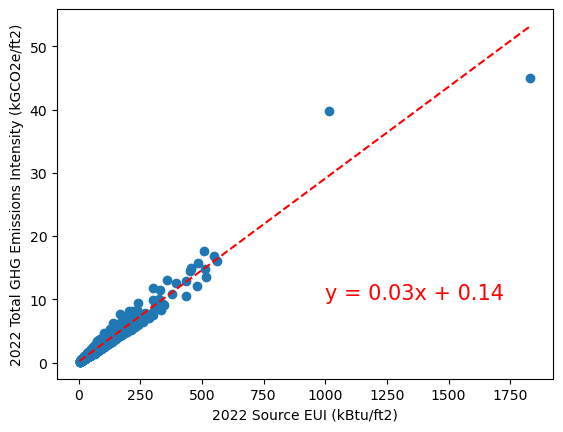 2022 Total GHG Emissions Intensity (kGCO2e/ft2)
50
40
30
20
10
0
y = 0.03x + 0.14
0 250 500 750 1000 1250 1500 1750
2022 Source EUI (kBtu/ft2)